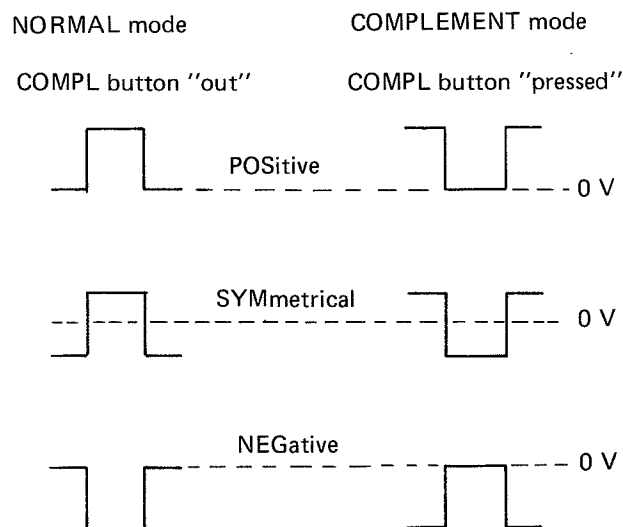 NORMAL mode
COMPLEMENT mode
COMPL button "out"
COMPL button "pressed"
POSitive
0 V
SYMmetrical
0 V
NEGative
0 V